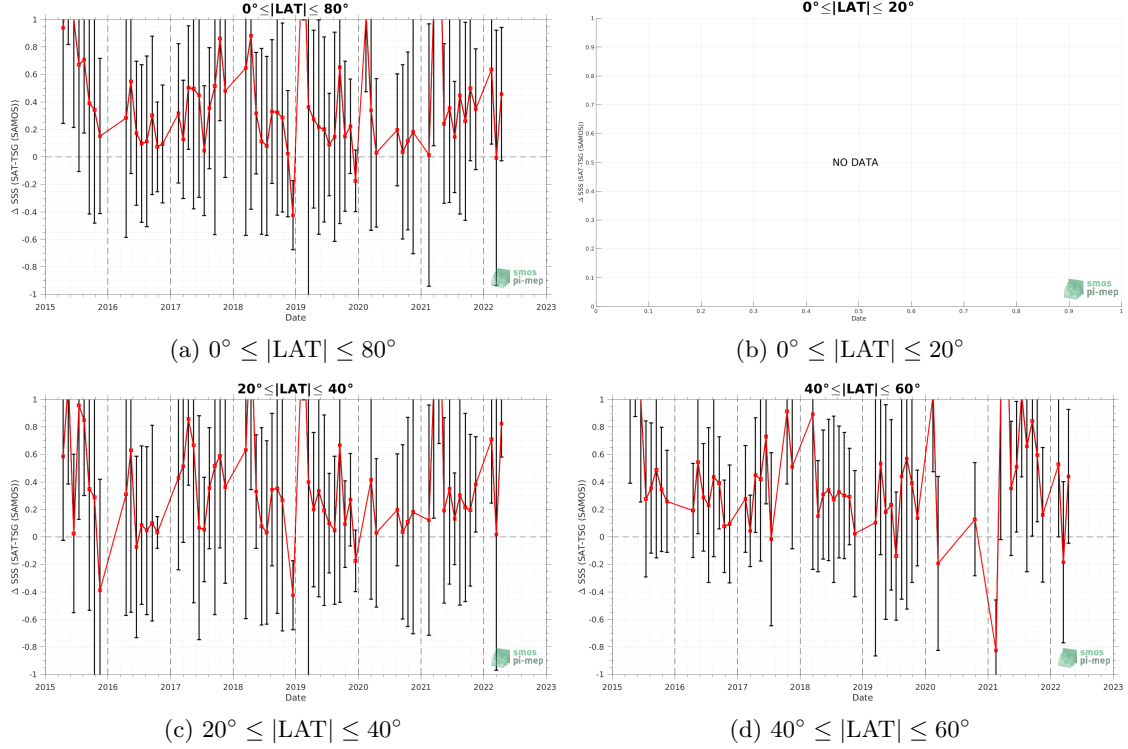 0°≤|LAT|≤ 80°
Δ SSS (SAT-TSG (SAMOS))
1
0.8
0.6
0.4
0.2
0
-0.2
-0.4
-0.6
-0.8
-1
2015 2016 2017 2018 2019 2020 2021 2022 2023
Date
smos
pi-mep
(a) 0° ≤ |LAT| ≤ 80°
0°≤|LAT|≤ 20°
Δ SSS (SAT-TSG (SAMOS))
1
0.9
0.8
0.7
0.6
0.5
0.4
0.3
0.2
0.1
0
NO DATA
0 0.1 0.2 0.3 0.4 0.5 0.6 0.7 0.8 0.9 1
Date
smos
pi-mep
(b) 0° ≤ |LAT| ≤ 20°
20°≤|LAT|≤ 40°
Δ SSS (SAT-TSG (SAMOS))
1
0.8
0.6
0.4
0.2
0
-0.2
-0.4
-0.6
-0.8
-1
2015 2016 2017 2018 2019 2020 2021 2022 2023
Date
smos
pi-mep
(c) 20° ≤ |LAT| ≤ 40°
40°≤|LAT|≤ 60°
Δ SSS (SAT-TSG (SAMOS))
1
0.8
0.6
0.4
0.2
0
-0.2
-0.4
-0.6
-0.8
-1
2015 2016 2017 2018 2019 2020 2021 2022 2023
Date
smos
pi-mep
(d) 40° ≤ |LAT| ≤ 60°